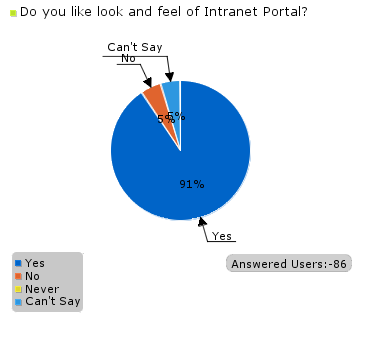 Do you like look and feel of Intranet Portal?
Can't Say
No
5%
5%
91%
Yes
Answered Users:-86
Yes
No
Never
Can't Say